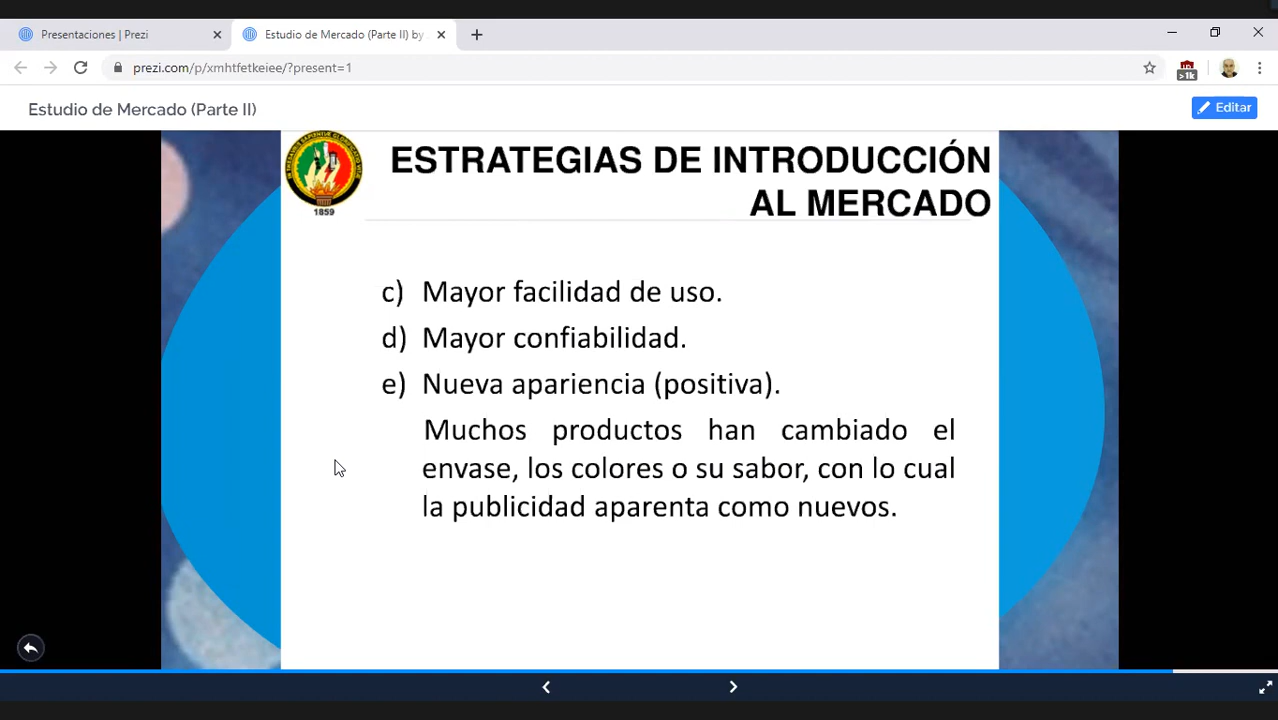 Presentaciones | Prezi
Estudio de Mercado (Parte II) by
prezi.com/p/xmhtfetkeiee/?present=1
>1k
Estudio de Mercado (Parte II)
Editar
ESTRATEGIAS DE INTRODUCCIÓN
AL MERCADO
1859
c) Mayor facilidad de uso.
d) Mayor confiabilidad.
e) Nueva apariencia (positiva).
Muchos productos han cambiado el
envase, los colores o su sabor, con lo cual
la publicidad aparenta como nuevos.